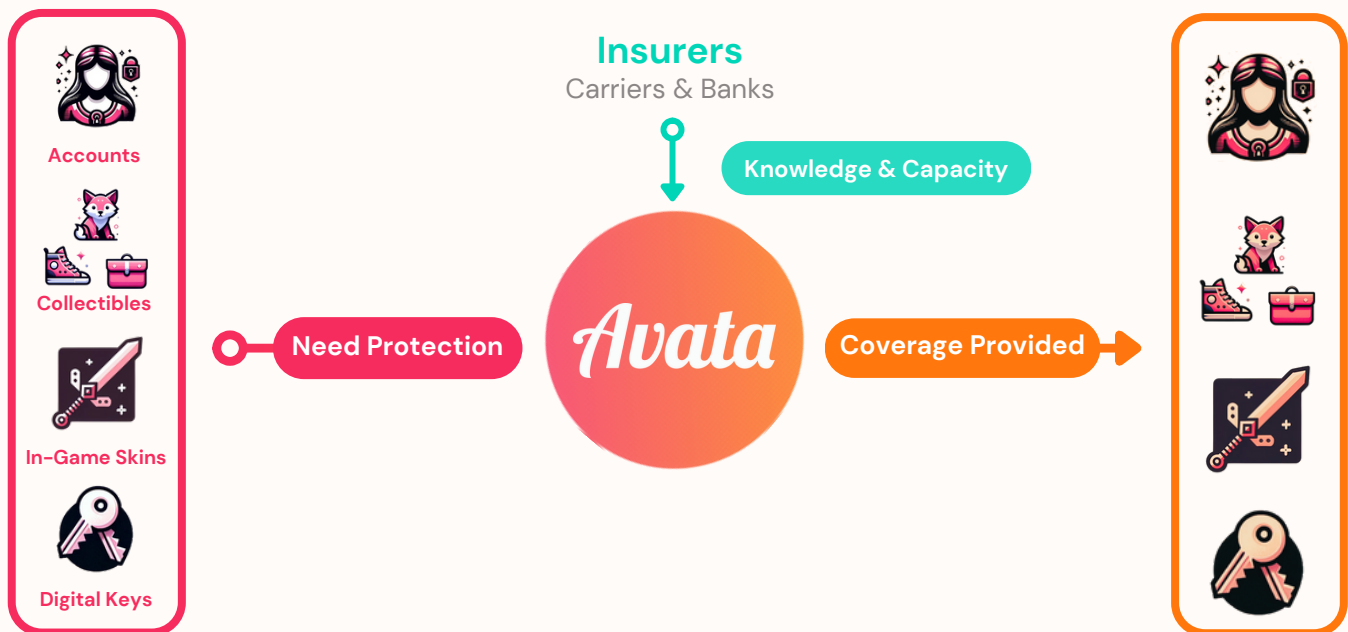 Accounts
Collectibles
In-Game Skins
Digital Keys
Need Protection
Insurers
Carriers & Banks
Knowledge & Capacity
Avata
Coverage Provided